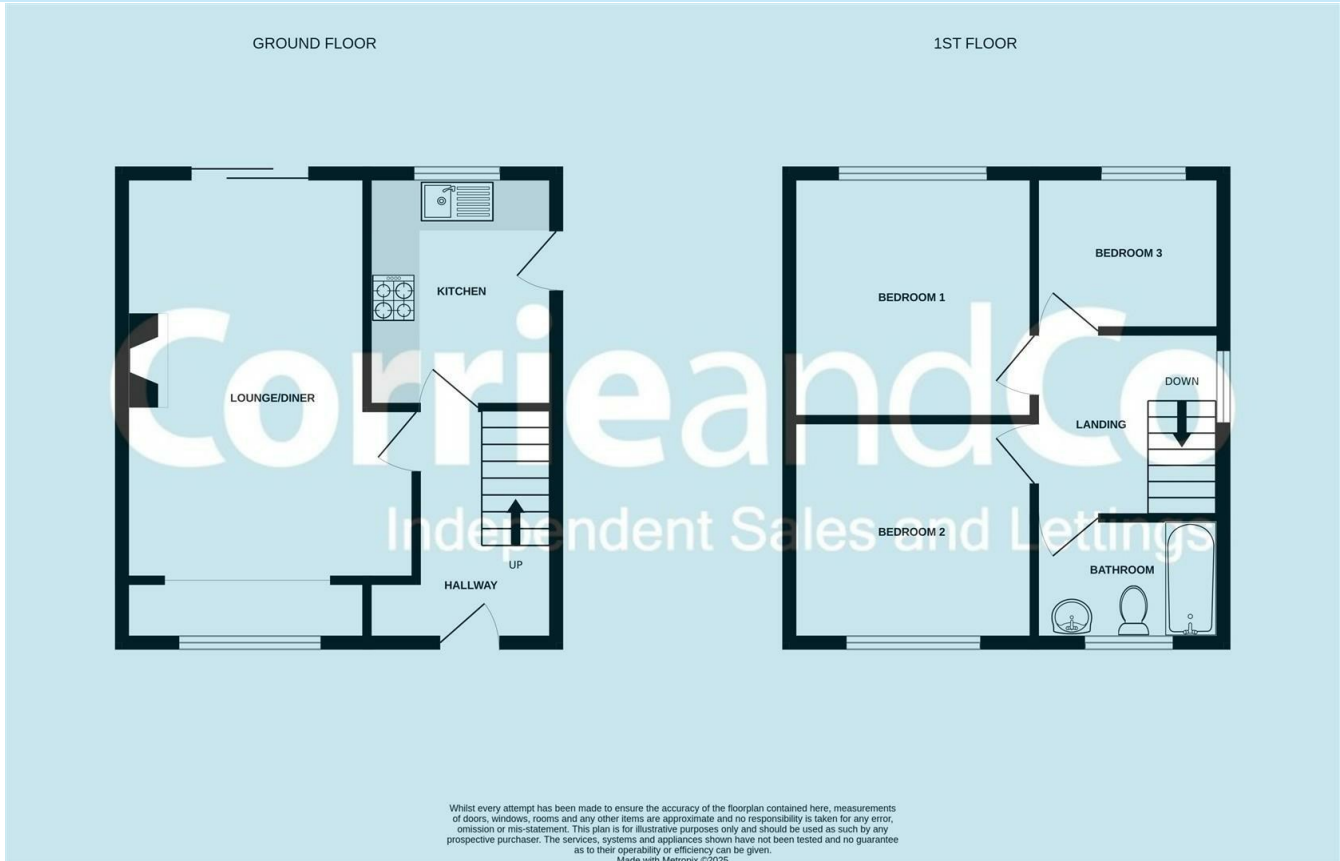 GROUND FLOOR
1ST FLOOR
KITCHEN
LOUNGE/DINER
UP
HALLWAY
BEDROOM 1
BEDROOM 3
DOWN
LANDING
BEDROOM 2
BATHROOM
CorrieandCo
Independent Sales and Lettings
Whilst every attempt has been made to ensure the accuracy of the floorplan contained here, measurements
of doors, windows, rooms and any other items are approximate and no responsibility is taken for any error,
omission or mis-statement. This plan is for illustrative purposes only and should be used as such by any
prospective purchaser. The services, systems and appliances shown have not been tested and no guarantee
as to their operability or efficiency can be given.
Made with Metropix ©2025